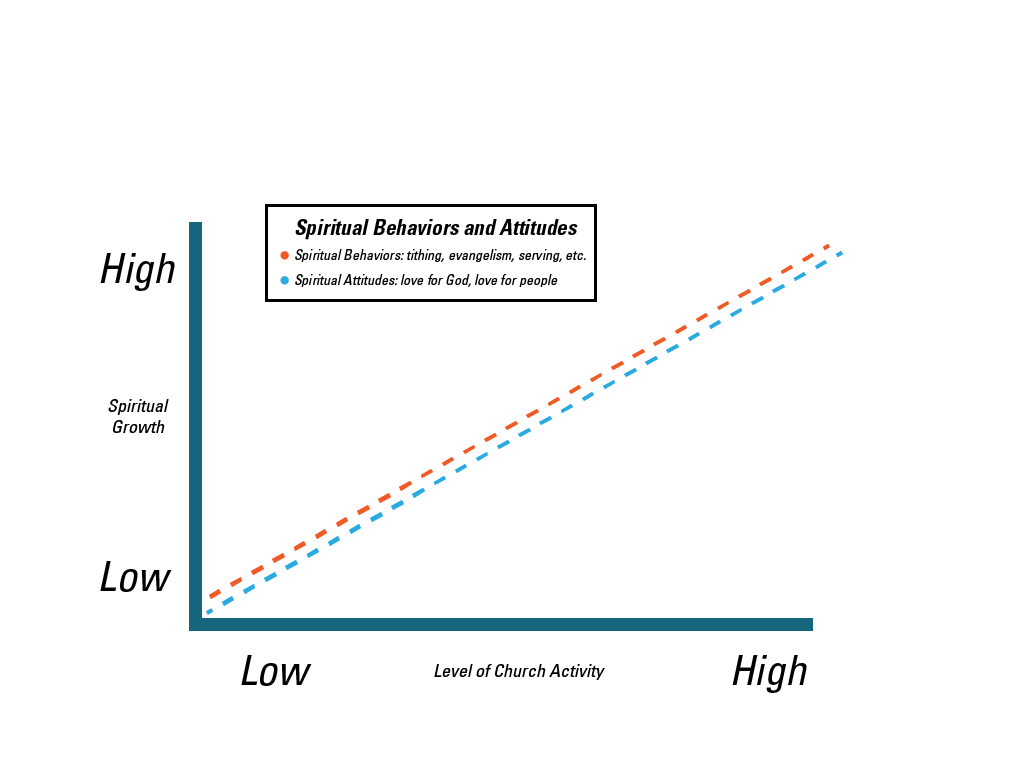 Spiritual Behaviors and Attitudes
Spiritual Behaviors: tithing, evangelism, serving, etc.
Spiritual Attitudes: love for God, love for people
High
Spiritual
Growth
Low
Low
Level of Church Activity
High